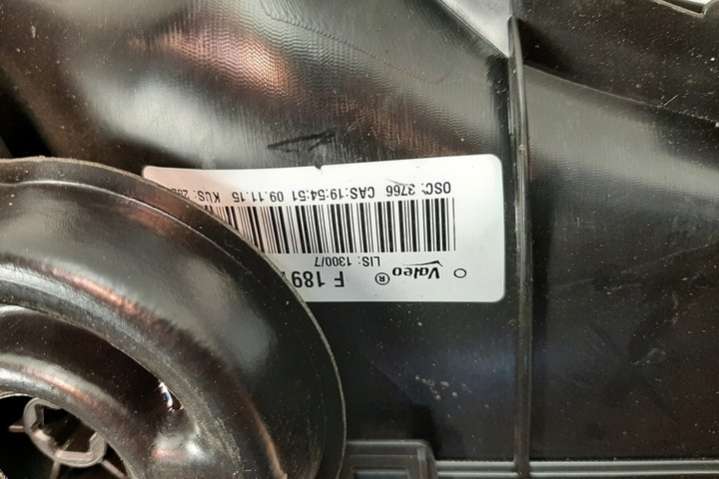 Valeo® F 189
LIS: 1300/7
OSC: 3766 CAS:19:54:51 09.11.15 KUS: